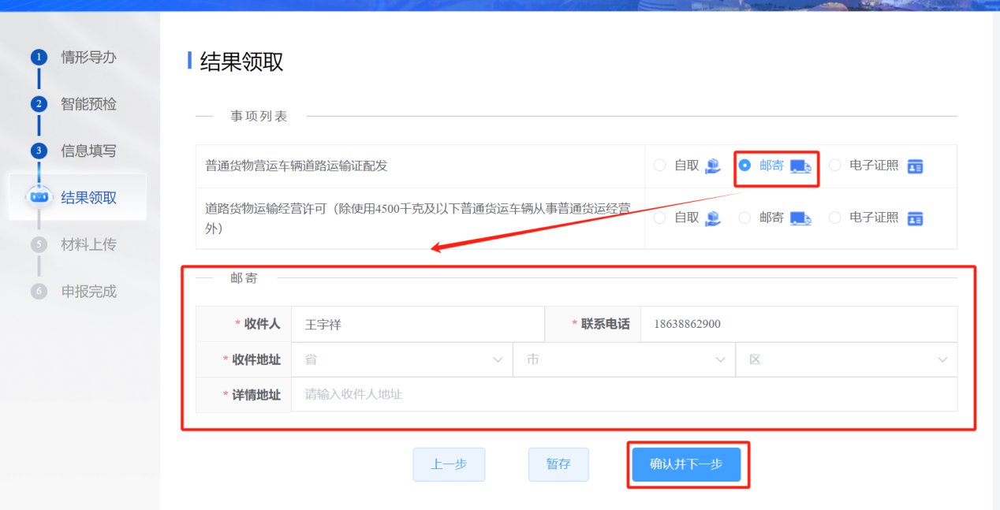 1 情形导办
2 智能预检
3 信息填写
结果领取
5 材料上传
6 申报完成
结果领取
事项列表
普通货物营运车辆道路运输证配发 自取 邮寄 电子证照
道路货物运输经营许可（除使用4500千克及以下普通货运车辆从事普通货运经营
外） 自取 邮寄 电子证照
邮寄
* 收件人 王宇祥 * 联系电话 18638862900
* 收件地址 省 市 区
* 详情地址 请输入收件人地址
上一步 暂存 确认并下一步